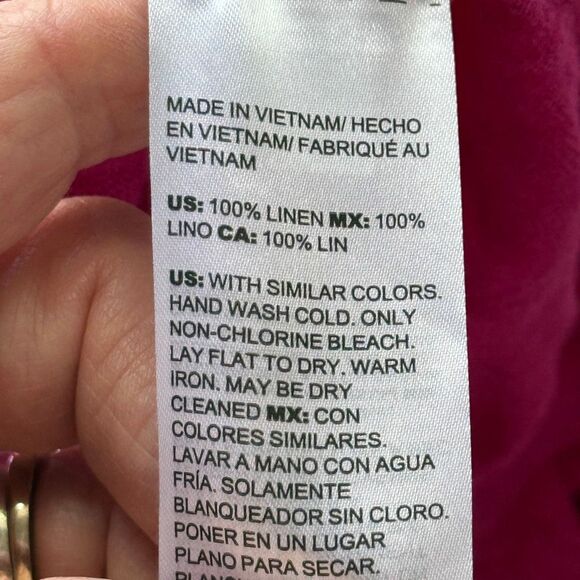 MADE IN VIETNAM/ HECHO
EN VIETNAM/ FABRIQUÉ AU
VIETNAM
US: 100% LINEN MX: 100%
LINO CA: 100% LIN
US: WITH SIMILAR COLORS.
HAND WASH COLD. ONLY
NON-CHLORINE BLEACH.
LAY FLAT TO DRY. WARM
IRON. MAY BE DRY
CLEANED MX: CON
COLORES SIMILARES.
LAVAR A MANO CON AGUA
FRÍA. SOLAMENTE
BLANQUEADOR SIN CLORO.
PONER EN UN LUGAR
PLANO PARA SECAR.